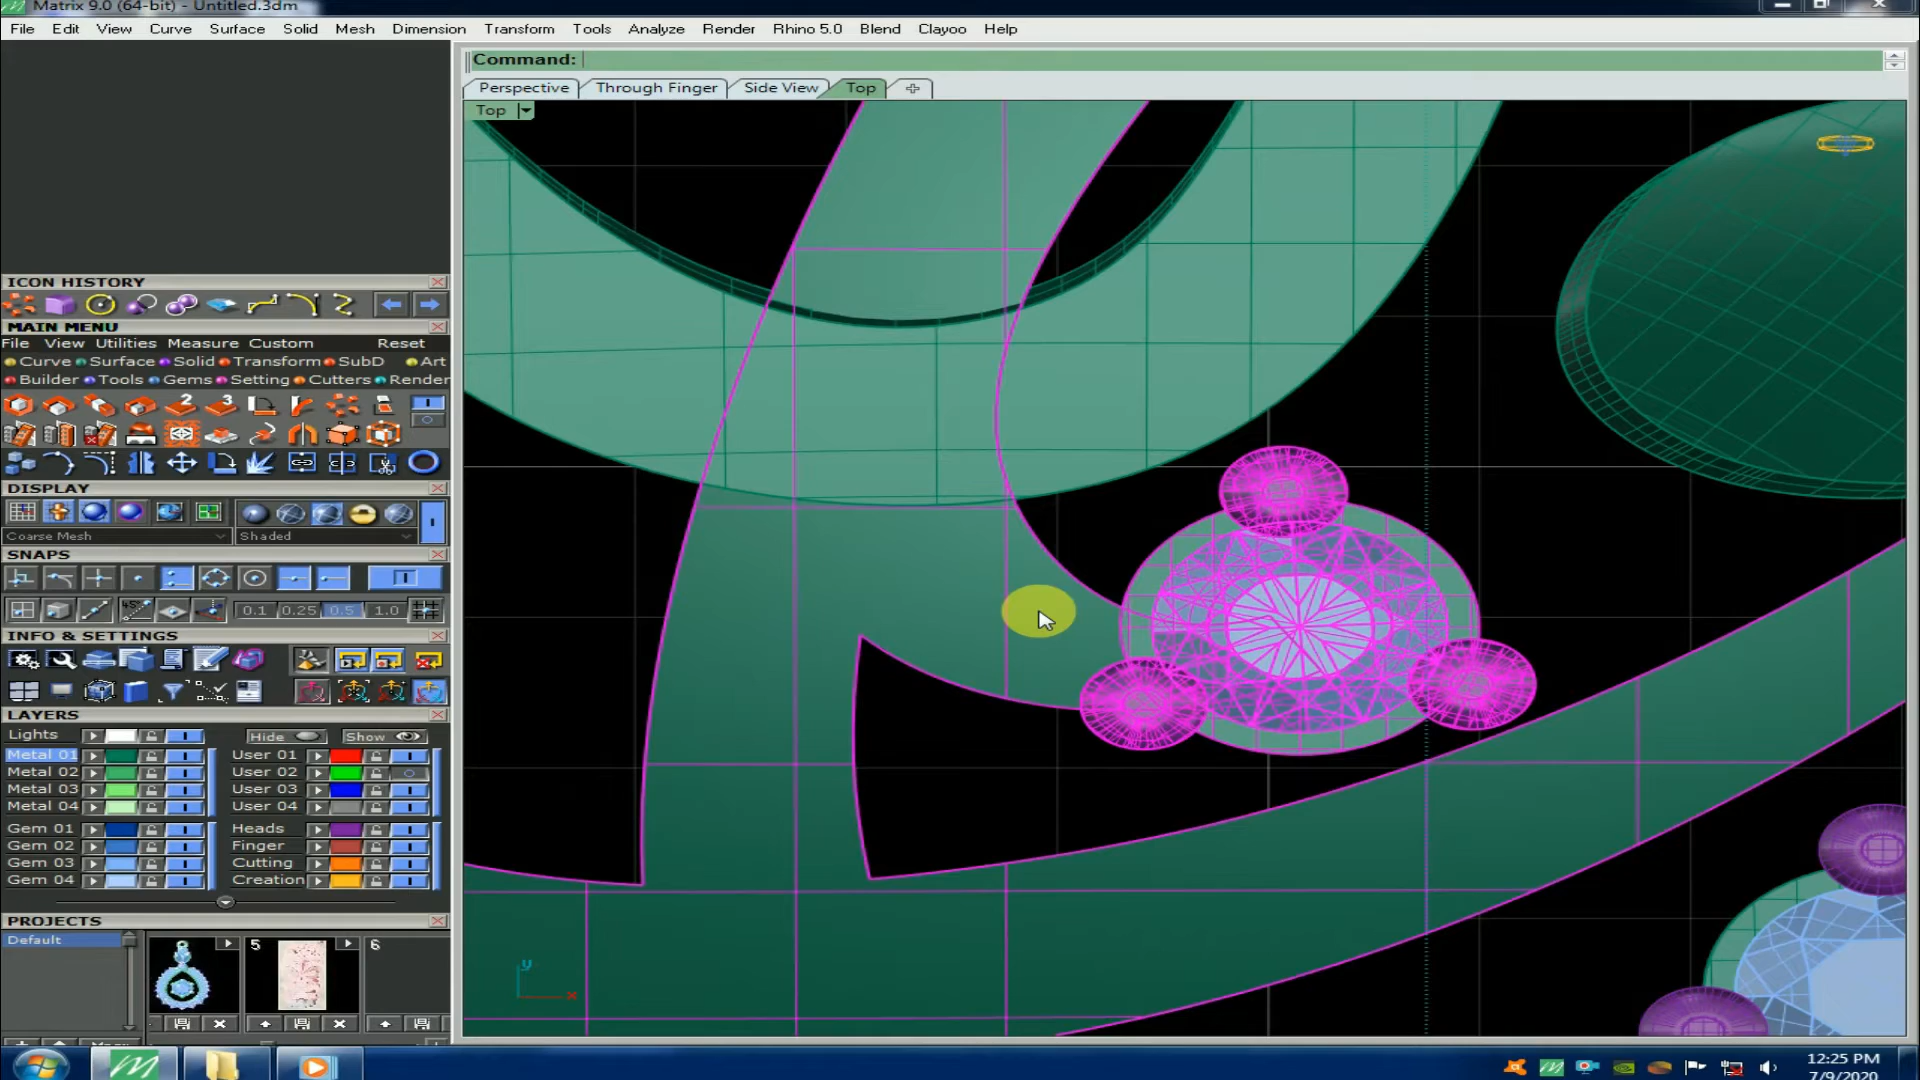 Matrix 9.0 (64-bit) - Untitled.3dm
File Edit View Curve Surface Solid Mesh Dimension Transform Tools Analyze Render Rhino 5.0 Blend Clayoo Help
Command:
Perspective Through Finger Side View Top
Top
ICON HISTORY
MAIN MENU
File View Utilities Measure Custom Reset
Curve Surface Solid Transform SubD Art
Builder Tools Gems Setting Cutters Render
2 3
DISPLAY
Coarse Mesh Shaded
SNAPS
45°
0.1 0.25 0.5 1.0
INFO & SETTINGS
LAYERS
Lights Hide Show
Metal 01 User 01
Metal 02 User 02
Metal 03 User 03
Metal 04 User 04
Gem 01 Heads
Gem 02 Finger
Gem 03 Cutting
Gem 04 Creation
PROJECTS
Default 5 6
y
x
12:25 PM
7/9/2020